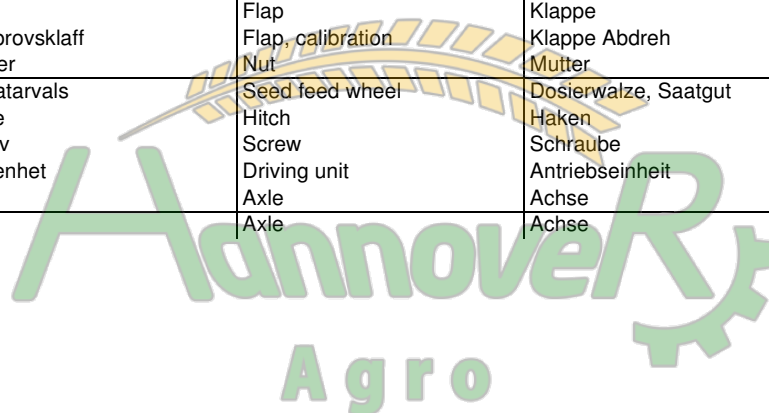 Flap Klappe
rovsklaff Flap, calibration Klappe Abdreh
er Nut Mutter
atarvals Seed feed wheel Dosierwalze, Saatgut
e Hitch Haken
v Screw Schraube
enhet Driving unit Antriebseinheit
Axle Achse
Axle Achse
HannoveR
Agro